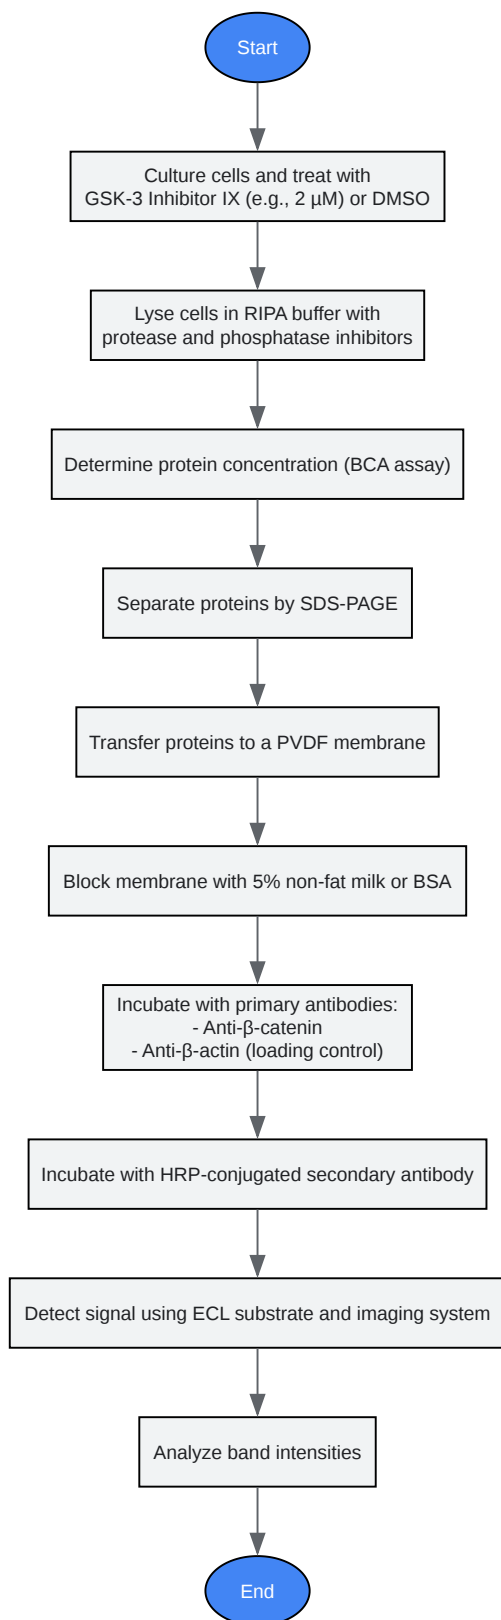 Start
Culture cells and treat with
GSK-3 Inhibitor IX (e.g., 2 µM) or DMSO
Lyse cells in RIPA buffer with
protease and phosphatase inhibitors
Determine protein concentration (BCA assay)
Separate proteins by SDS-PAGE
Transfer proteins to a PVDF membrane
Block membrane with 5% non-fat milk or BSA
Incubate with primary antibodies:
- Anti-β-catenin
- Anti-β-actin (loading control)
Incubate with HRP-conjugated secondary antibody
Detect signal using ECL substrate and imaging system
Analyze band intensities
End